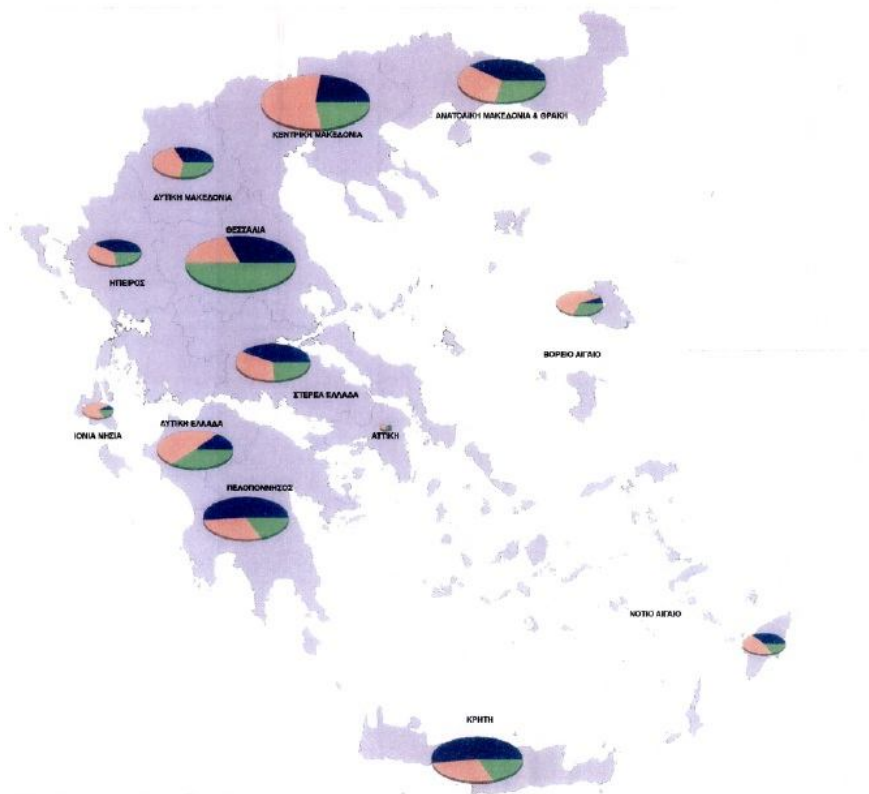 ΚΕΝΤΡΙΚΗ ΜΑΚΕΔΟΝΙΑ
ΑΝΑΤΟΛΙΚΗ ΜΑΚΕΔΟΝΙΑ & ΘΡΑΚΗ
ΔΥΤΙΚΗ ΜΑΚΕΔΟΝΙΑ
ΘΕΣΣΑΛΙΑ
ΗΠΕΙΡΟΣ
ΒΟΡΕΙΟ ΑΙΓΑΙΟ
ΣΤΕΡΕΑ ΕΛΛΑΔΑ
ΙΟΝΙΑ ΝΗΣΙΑ
ΔΥΤΙΚΗ ΕΛΛΑΔΑ
ΑΤΤΙΚΗ
ΠΕΛΟΠΟΝΝΗΣΟΣ
ΝΟΤΙΟ ΑΙΓΑΙΟ
ΚΡΗΤΗ